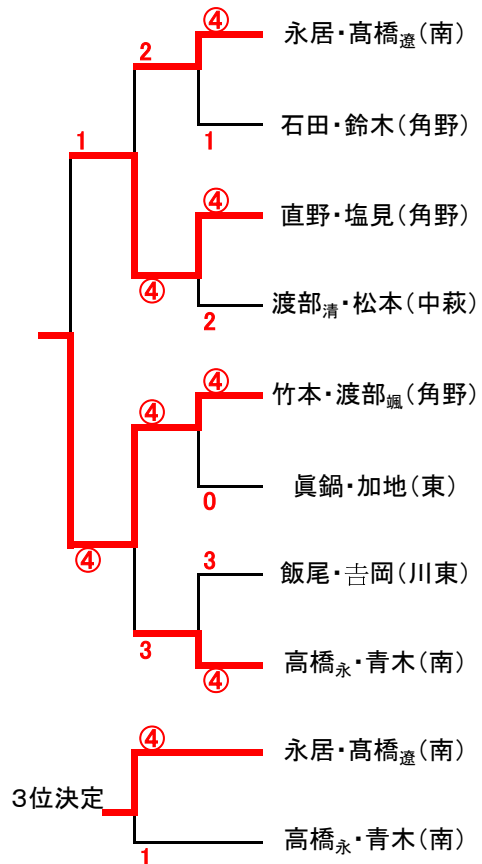 ④
永居・髙橋遼(南)
2
石田・鈴木(角野)
1
1
④
直野・塩見(角野)
④
渡部清・松本(中萩)
2
④
竹本・渡部颯(角野)
④
眞鍋・加地(東)
0
④
3
飯尾・𠮷岡(川東)
3
高橋永・青木(南)
④
④
永居・髙橋遼(南)
3位決定
高橋永・青木(南)
1